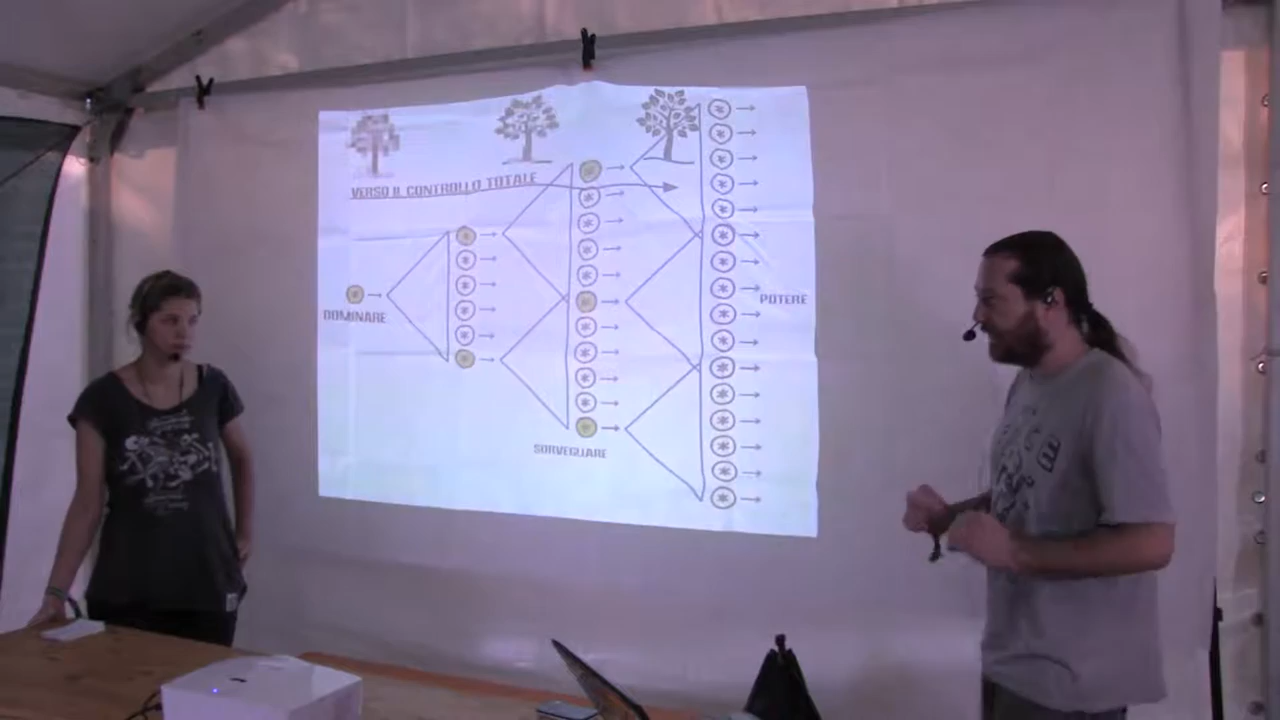 VERSO IL CONTROLLO TOTALE
DOMINARE
POTERE
SORVEGLIARE